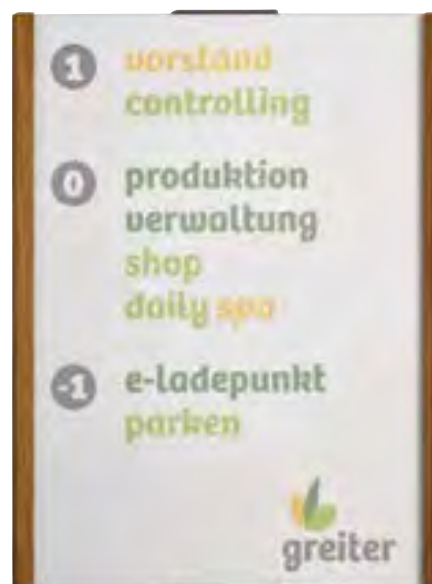 1 vorstand
controlling
0 produktion
verwaltung
shop
daily spa
-1 e-ladepunkt
parken
greiter